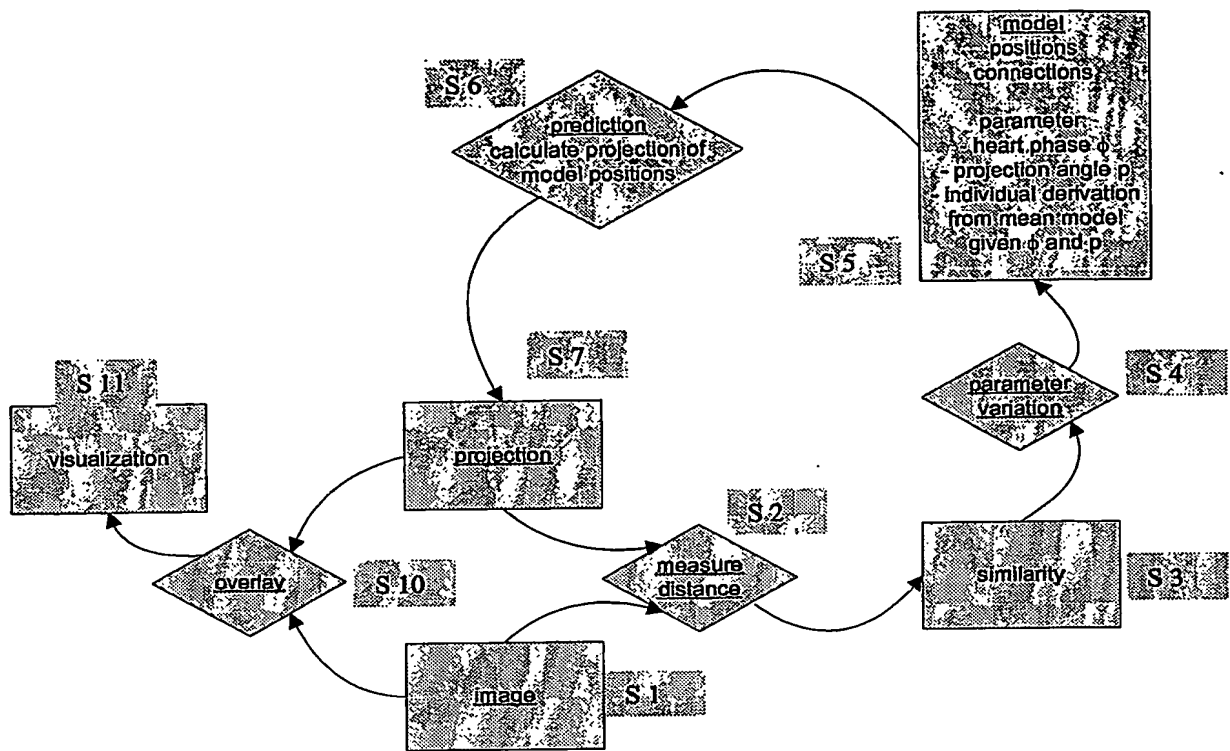 model
- positions
connections
parameter:
- heart phase ϕ
- projection angle p
- individual derivation
from mean model
given ϕ and p
S 6
prediction
calculate projection of
model positions
S 5
S 7
S 11
visualization
projection
parameter
variation
S 4
S 2
measure
distance
similarity
S 3
overlay
S 10
image
S 1